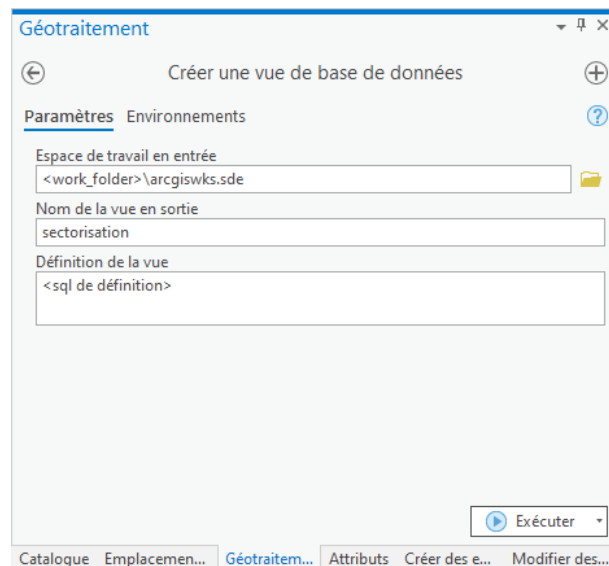 Géotraitement
Créer une vue de base de données
Paramètres Environnements
Espace de travail en entrée
<work_folder>\arcgiswks.sde
Nom de la vue en sortie
sectorisation
Définition de la vue
<sql de définition>
Exécuter
Catalogue Emplacemen... Géotraitem... Attributs Créer des e... Modifier des...